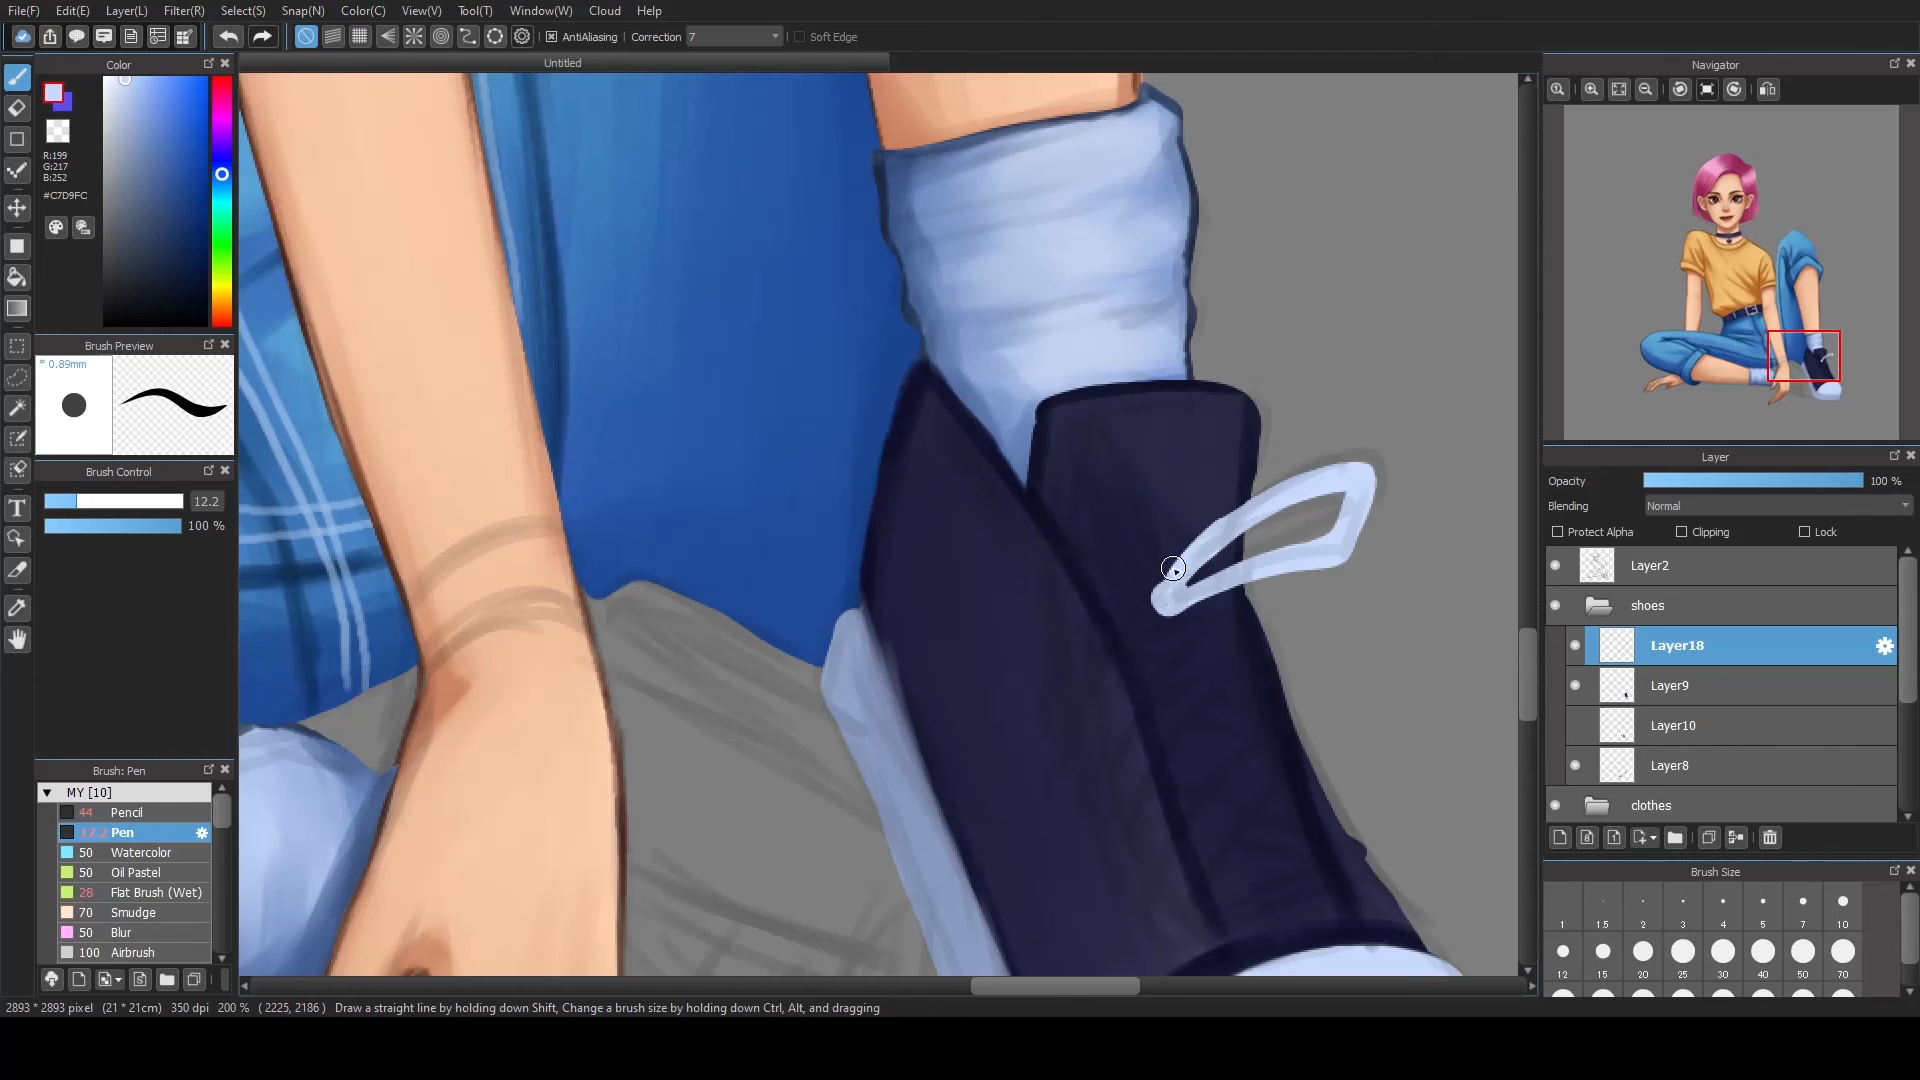 File(F) Edit(E) Layer(L) Filter(R) Select(S) Snap(N) Color(C) View(V) Tool(T) Window(W) Cloud Help
AntiAliasing Correction 7 Soft Edge
Color
Untitled
Navigator
R:199
G:217
B:252
#C7D9FC
Brush Preview
* 0.89mm
Brush Control
12.2
100 %
Layer
Opacity 100 %
Blending Normal
Protect Alpha Clipping Lock
Layer2
shoes
Layer18
Layer9
Layer10
Layer8
clothes
Brush: Pen
MY [10]
44 Pencil
12.2 Pen
50 Watercolor
50 Oil Pastel
28 Flat Brush (Wet)
70 Smudge
50 Blur
100 Airbrush
Brush Size
1 1.5 2 3 4 5 7 10
12 15 20 25 30 40 50 70
2893 * 2893 pixel (21 * 21cm) 350 dpi 200 % ( 2225, 2186 ) Draw a straight line by holding down Shift, Change a brush size by holding down Ctrl, Alt, and dragging